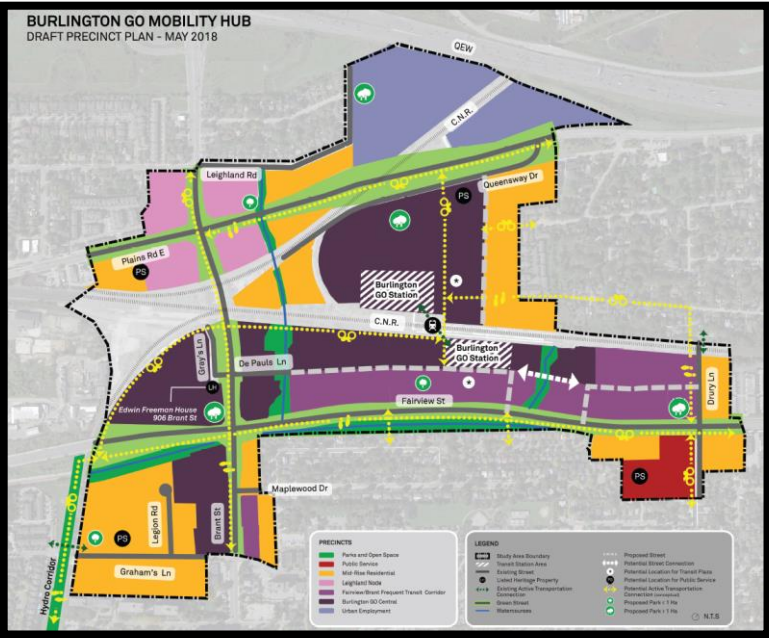 BURLINGTON GO MOBILITY HUB
DRAFT PRECINCT PLAN - MAY 2018
QEW
C.N.R.
Leighland Rd
Queensway Dr
PS
Plains Rd E
PS
Burlington
GO Station
C.N.R.
Burlington
GO Station
Gray's Ln
De Pauls Ln
LH
Edwin Freeman House
906 Brant St
Fairview St
Drury Ln
Maplewood Dr
PS
Legion Rd
Brant St
PS
Graham's Ln
Hydro Corridor
PRECINCTS
Parks and Open Space
Public Service
Mid-Rise Residential
Leighland Node
Fairview/Brant Frequent Transit Corridor
Burlington GO Central
Urban Employment
LEGEND
Study Area Boundary
Transit Station Area
Existing Street
Listed Heritage Property
Existing Active Transportation
Connection
Green Street
Watercourses
Proposed Street
Potential Street Connection
Potential Location for Transit Plaza
PS
Potential Location for Public Service
Potential Active Transportation
Connection (conceptual)
Proposed Park > 1 Ha
Proposed Park < 1 Ha
N.T.S